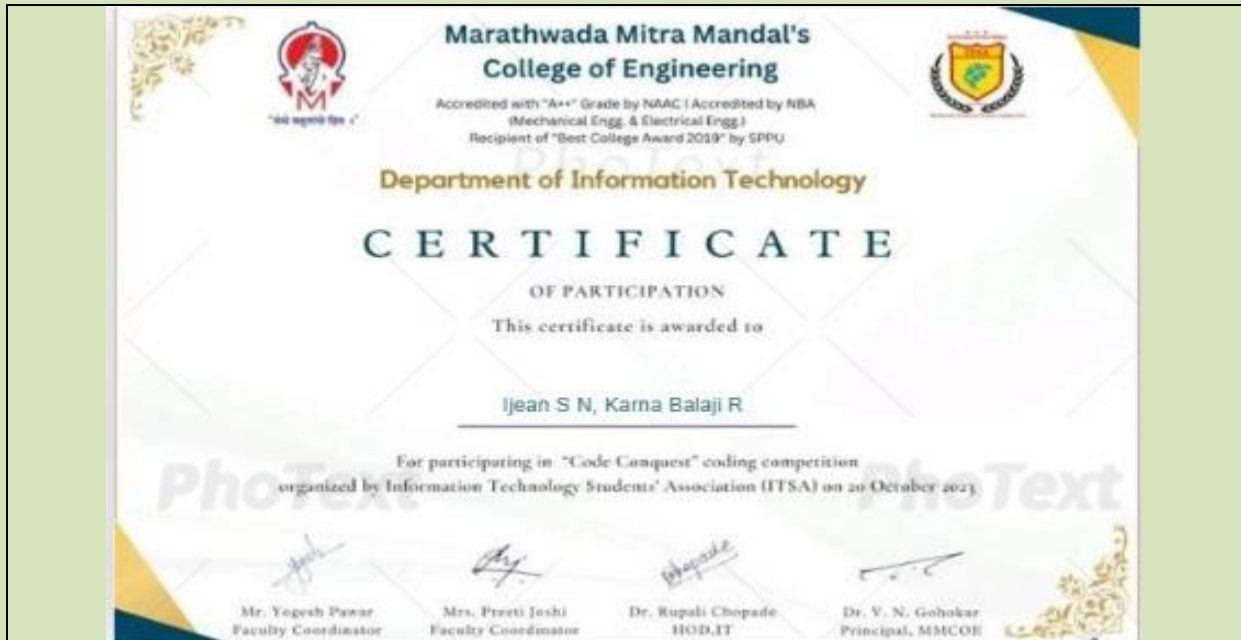 Marathwada Mitra Mandal's
College of Engineering
Accredited with "A++" Grade by NAAC | Accredited by NBA
(Mechanical Engg. & Electrical Engg.)
Recipient of "Best College Award 2019" by SPPU
PhoText
Department of Information Technology
CERTIFICATE
OF PARTICIPATION
This certificate is awarded to
Ijean S N, Karna Balaji R
For participating in "Code Conquest" coding competition
organized by Information Technology Students' Association (ITSA) on 20 October 2023
PhoText PhoText
Mr. Yogesh Pawar
Faculty Coordinator
Mrs. Preeti Joshi
Faculty Coordinator
Dr. Rupali Chopade
HOD,IT
Dr. V. N. Gohokar
Principal, MMCOE